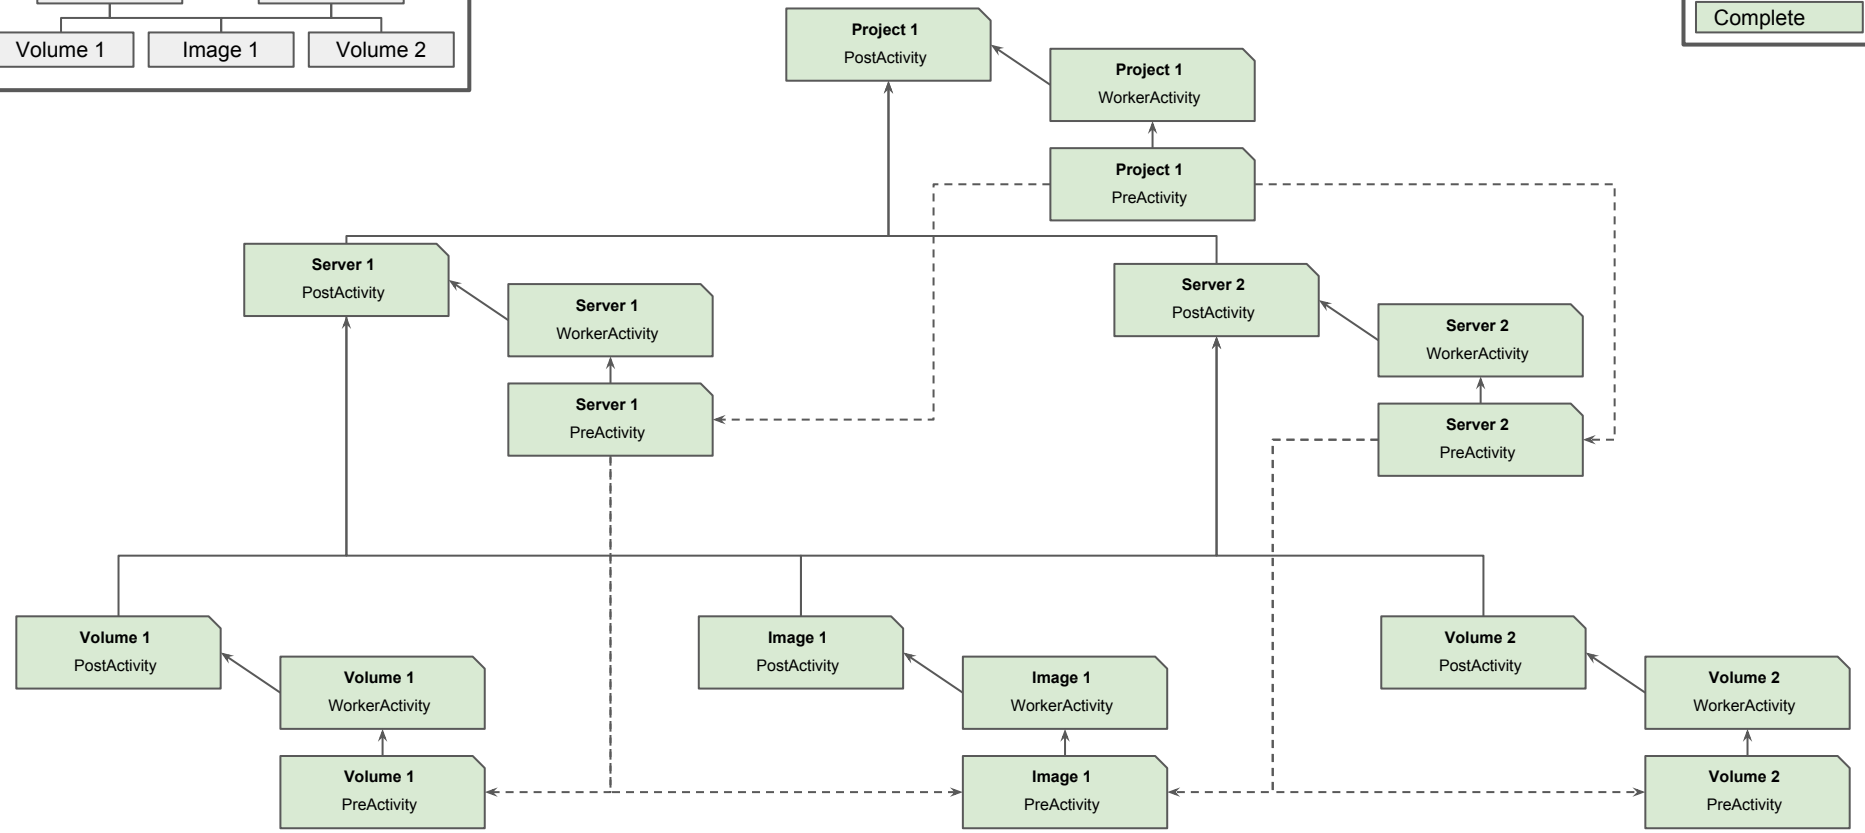 Volume 1
Image 1
Volume 2
Complete
Project 1
PostActivity
Project 1
WorkerActivity
Project 1
PreActivity
Server 1
PostActivity
Server 1
WorkerActivity
Server 1
PreActivity
Server 2
PostActivity
Server 2
WorkerActivity
Server 2
PreActivity
Volume 1
PostActivity
Volume 1
WorkerActivity
Volume 1
PreActivity
Image 1
PostActivity
Image 1
WorkerActivity
Image 1
PreActivity
Volume 2
PostActivity
Volume 2
WorkerActivity
Volume 2
PreActivity